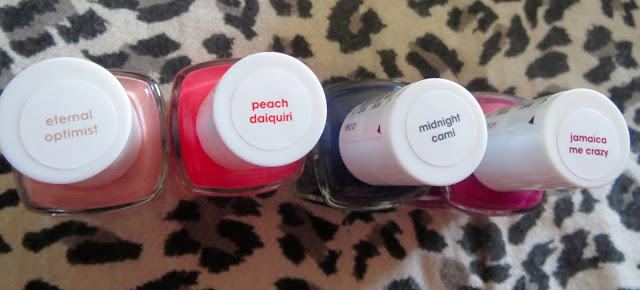 eternal
optimist
peach
daiquiri
midnight
cami
jamaica
me crazy